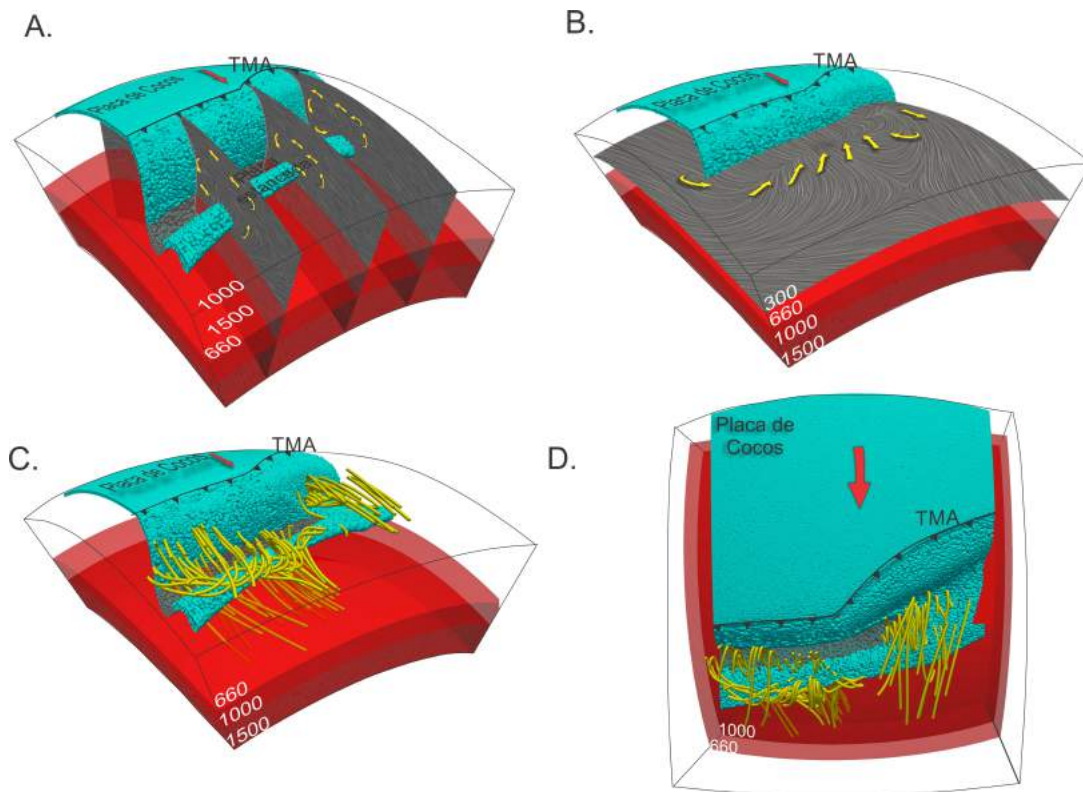 A.
TMA
Placa de Cocos
1000
1500
660
B.
TMA
Placa de Cocos
300
660
1000
1500
C.
TMA
Placa de Cocos
660
1000
1500
D.
Placa de
Cocos
TMA
1000
660